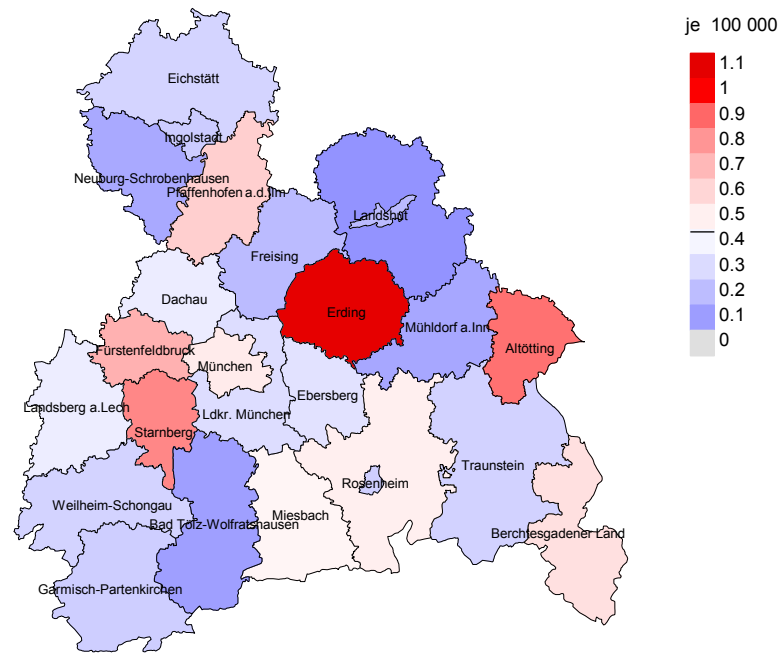 je 100 000
1.1
1
0.9
0.8
0.7
0.6
0.5
0.4
0.3
0.2
0.1
0
Eichstätt
Ingolstadt
Neuburg-Schrobenhausen
Pfaffenhofen a.d.Ilm
Landshut
Freising
Dachau
Erding
Mühldorf a.Inn
Altötting
Fürstenfeldbruck
München
Ebersberg
Landsberg a.Lech
Ldkr. München
Starnberg
Traunstein
Rosenheim
Weilheim-Schongau
Miesbach
Bad Tölz-Wolfratshausen
Berchtesgadener Land
Garmisch-Partenkirchen